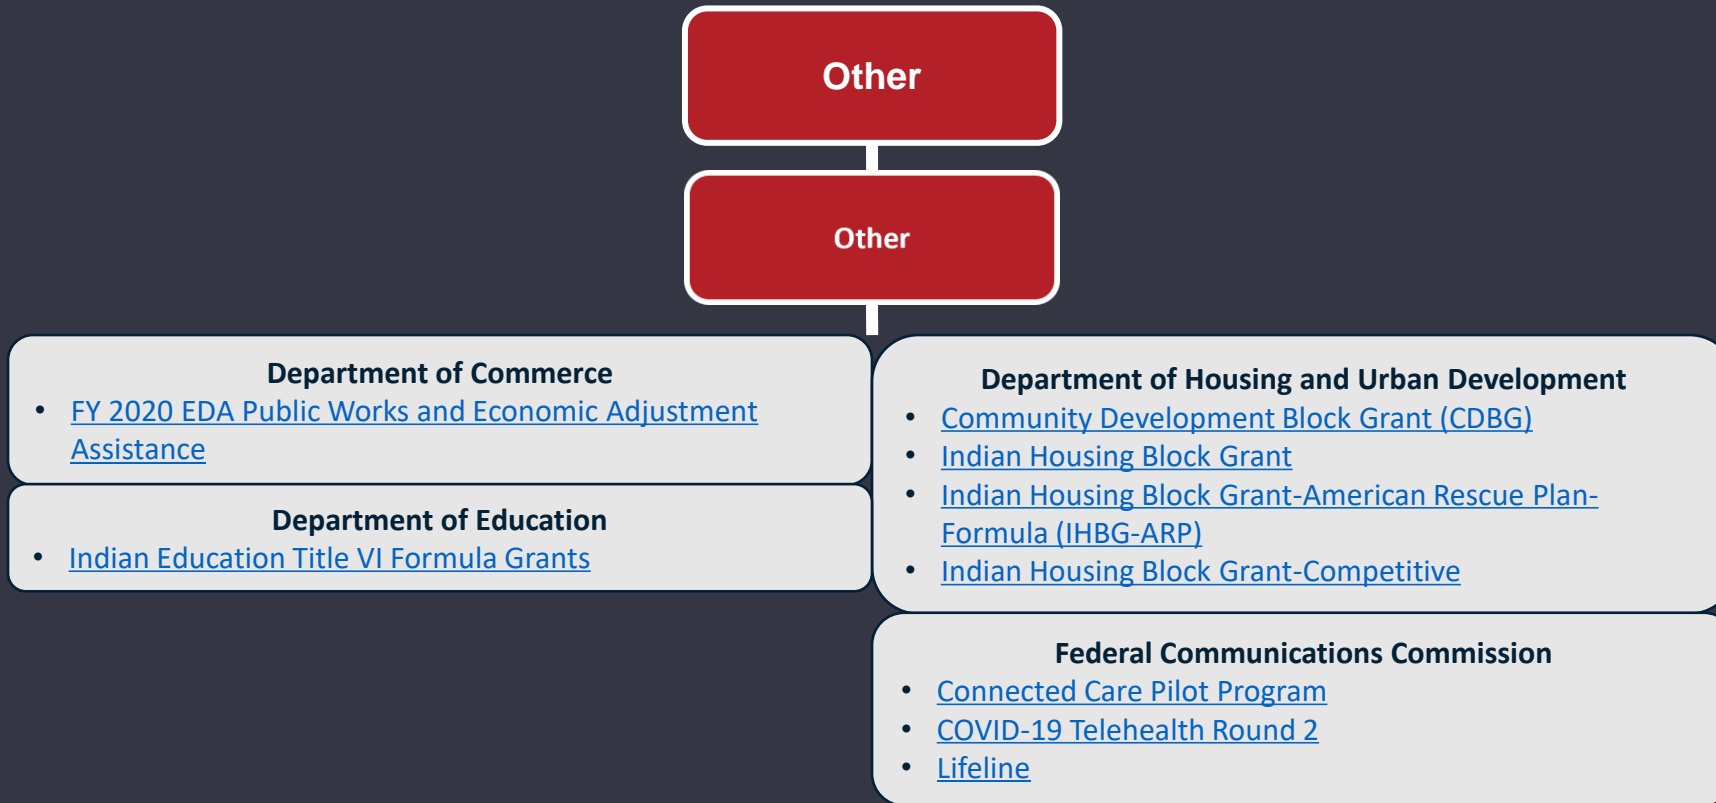 Other
Other
Department of Commerce
• FY 2020 EDA Public Works and Economic Adjustment
Assistance
Department of Education
• Indian Education Title VI Formula Grants
Department of Housing and Urban Development
• Community Development Block Grant (CDBG)
• Indian Housing Block Grant
• Indian Housing Block Grant-American Rescue Plan-
Formula (IHBG-ARP)
• Indian Housing Block Grant-Competitive
Federal Communications Commission
• Connected Care Pilot Program
• COVID-19 Telehealth Round 2
• Lifeline